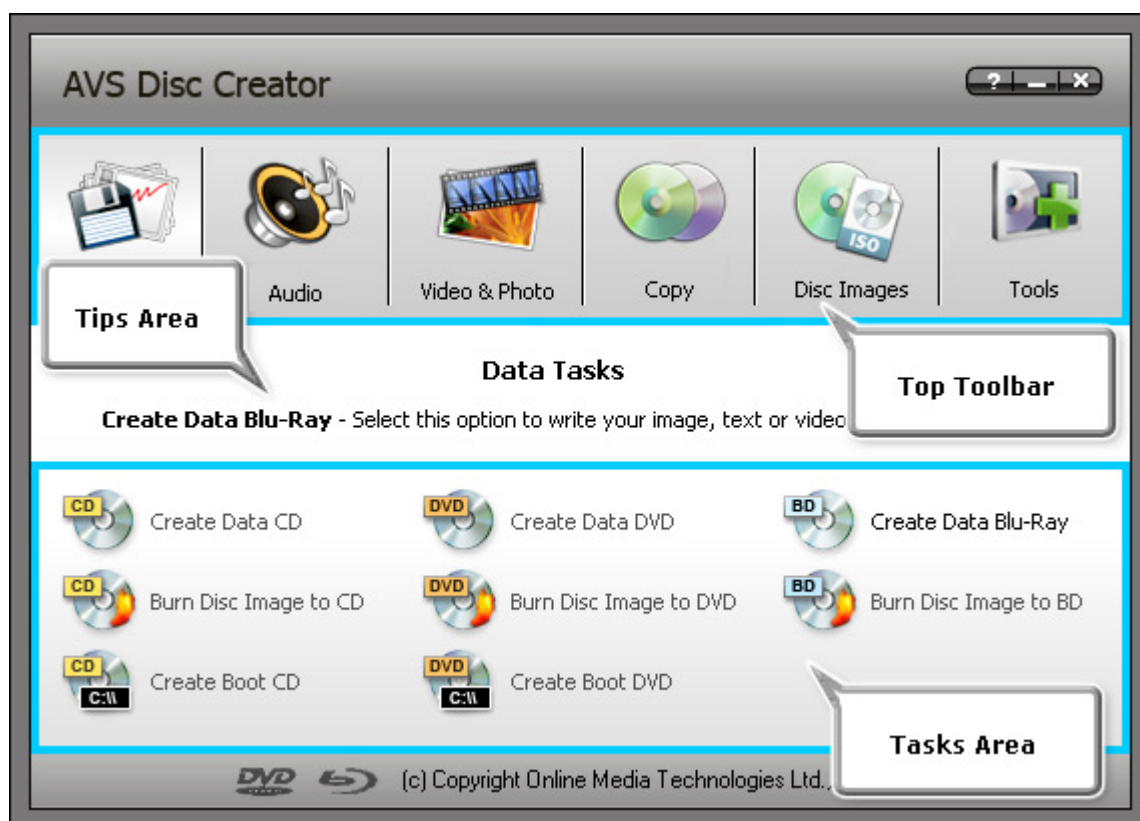 AVS Disc Creator
?
Audio
Video & Photo
Copy
ISO
Disc Images
Tools
Tips Area
Top Toolbar
Data Tasks
Create Data Blu-Ray - Select this option to write your image, text or video
CD Create Data CD
DVD Create Data DVD
BD Create Data Blu-Ray
CD Burn Disc Image to CD
DVD Burn Disc Image to DVD
BD Burn Disc Image to BD
CD C:\\ Create Boot CD
DVD C:\\ Create Boot DVD
Tasks Area
DVD (c) Copyright Online Media Technologies Ltd.,